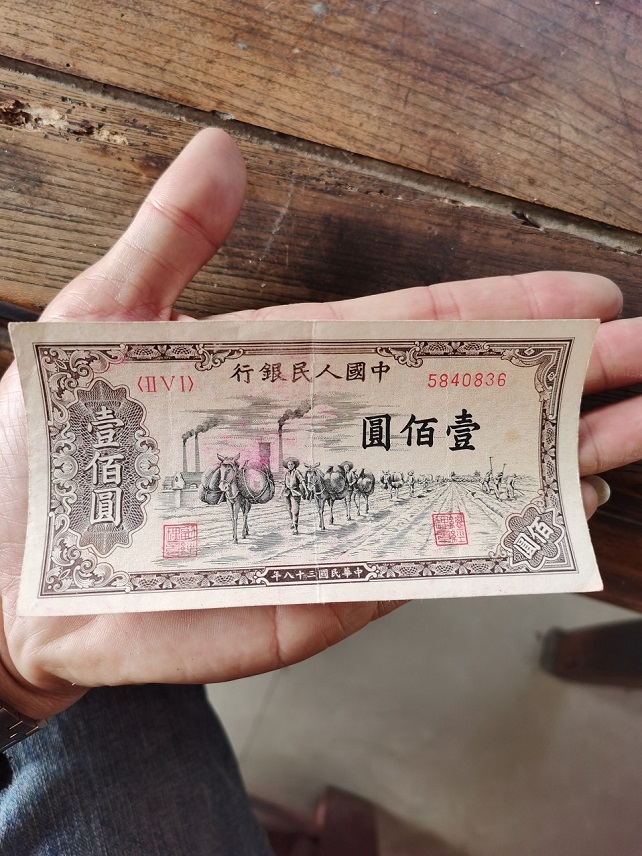 〈II V I〉
中國人民銀行
5840836
壹佰圓
壹佰圓
佰圓
中華民國三十八年